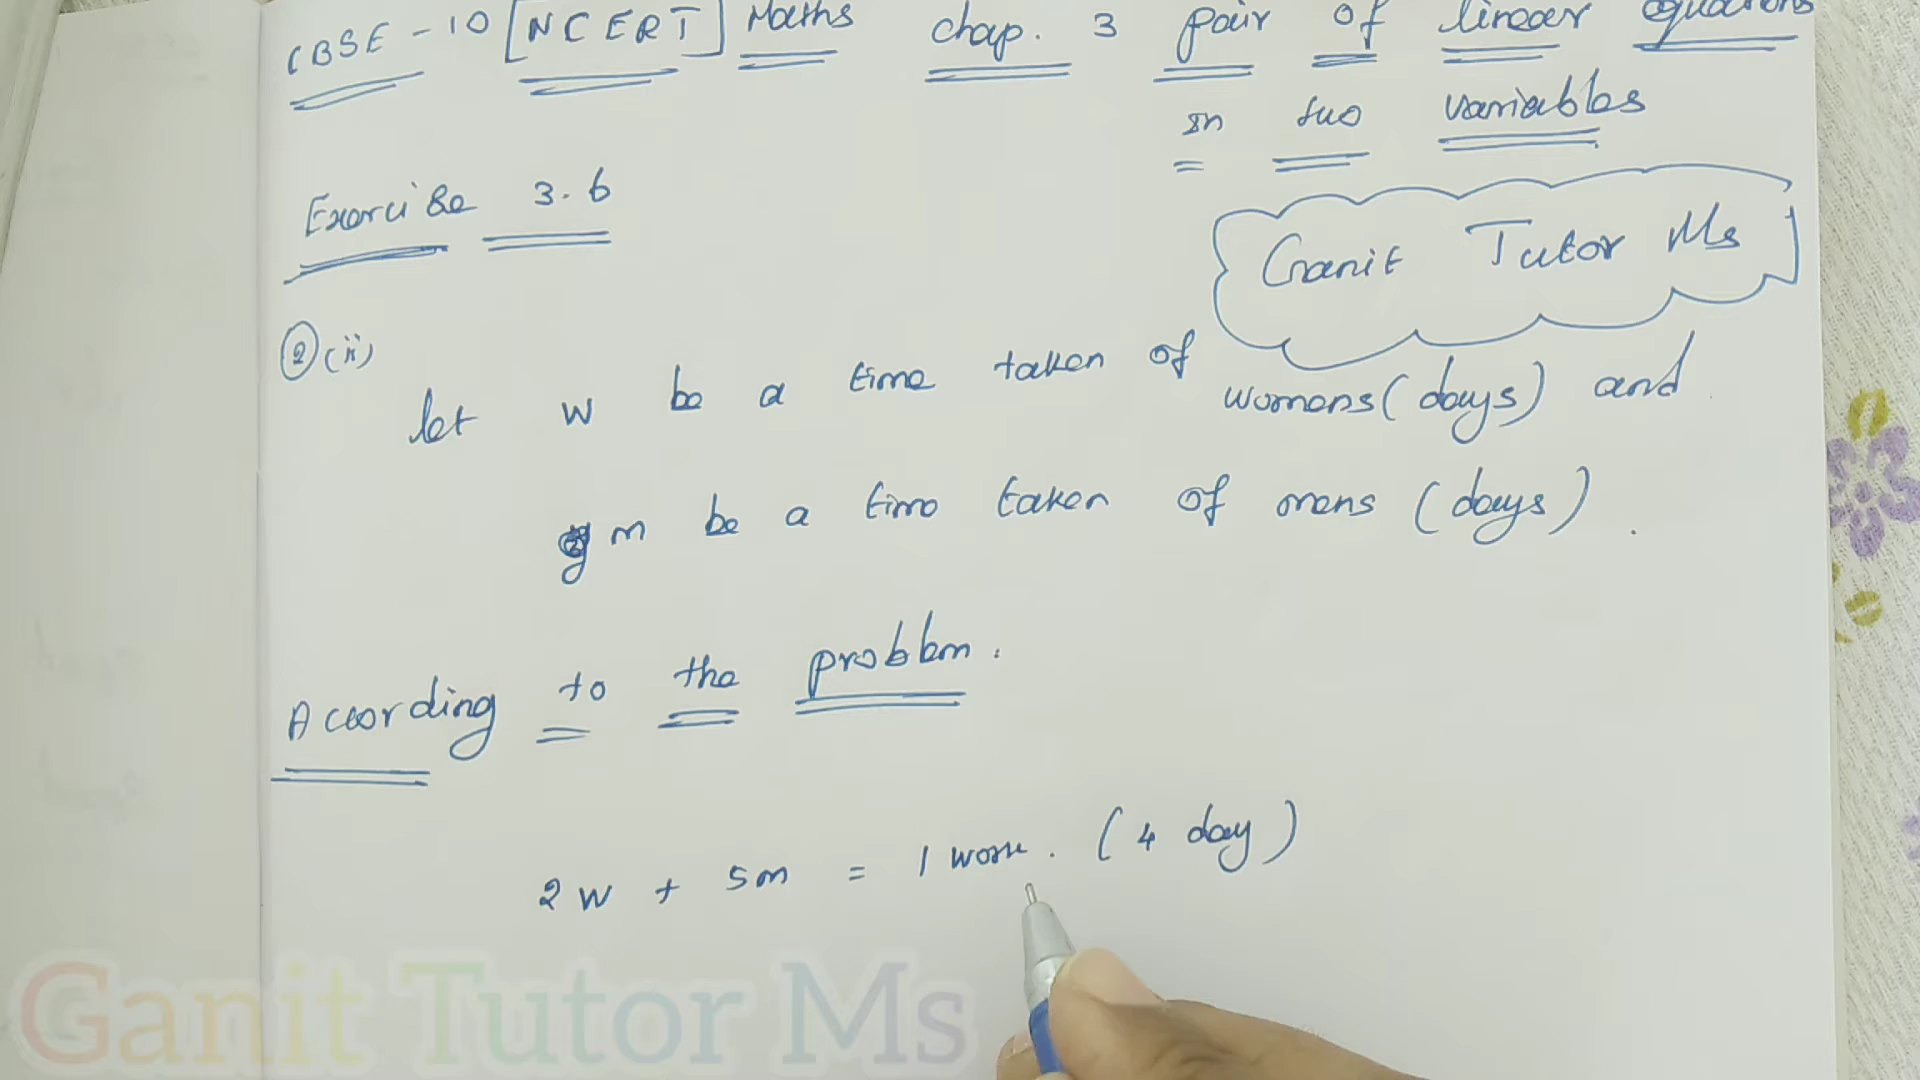 CBSE - 10 [NCERT] Maths chap. 3 pair of linear equations
in two variables
Exercise 3.6
Ganit Tutor Ms
2 (ii)
let w be a time taken of womens (days) and
m be a time taken of mens (days).
According to the problem.
2w + 5m = 1 work. (4 day)
Ganit Tutor Ms